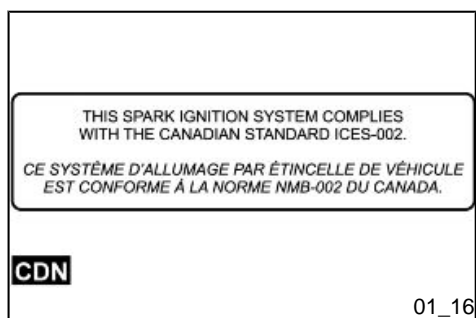 THIS SPARK IGNITION SYSTEM COMPLIES
WITH THE CANADIAN STANDARD ICES-002.
CE SYSTÈME D'ALLUMAGE PAR ÉTINCELLE DE VÉHICULE
EST CONFORME À LA NORME NMB-002 DU CANADA.
CDN
01_16